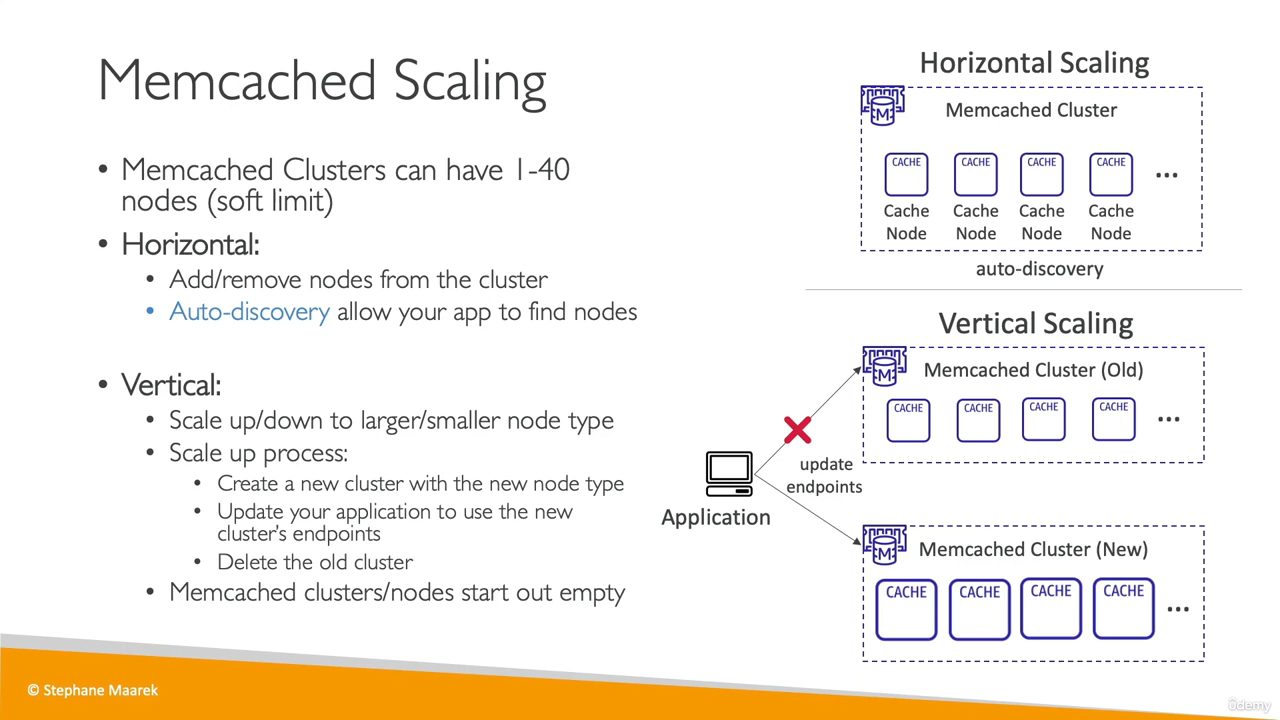 Memcached Scaling
• Memcached Clusters can have 1-40
nodes (soft limit)
• Horizontal:
• Add/remove nodes from the cluster
• Auto-discovery allow your app to find nodes
• Vertical:
• Scale up/down to larger/smaller node type
• Scale up process:
• Create a new cluster with the new node type
• Update your application to use the new
cluster's endpoints
• Delete the old cluster
• Memcached clusters/nodes start out empty
Horizontal Scaling
M
Memcached Cluster
CACHE CACHE CACHE CACHE ...
Cache Cache Cache Cache
Node Node Node Node
auto-discovery
Vertical Scaling
M
Memcached Cluster (Old)
CACHE CACHE CACHE CACHE ...
update
endpoints
Application
M
Memcached Cluster (New)
CACHE CACHE CACHE CACHE ...
© Stephane Maarek
ûdemy